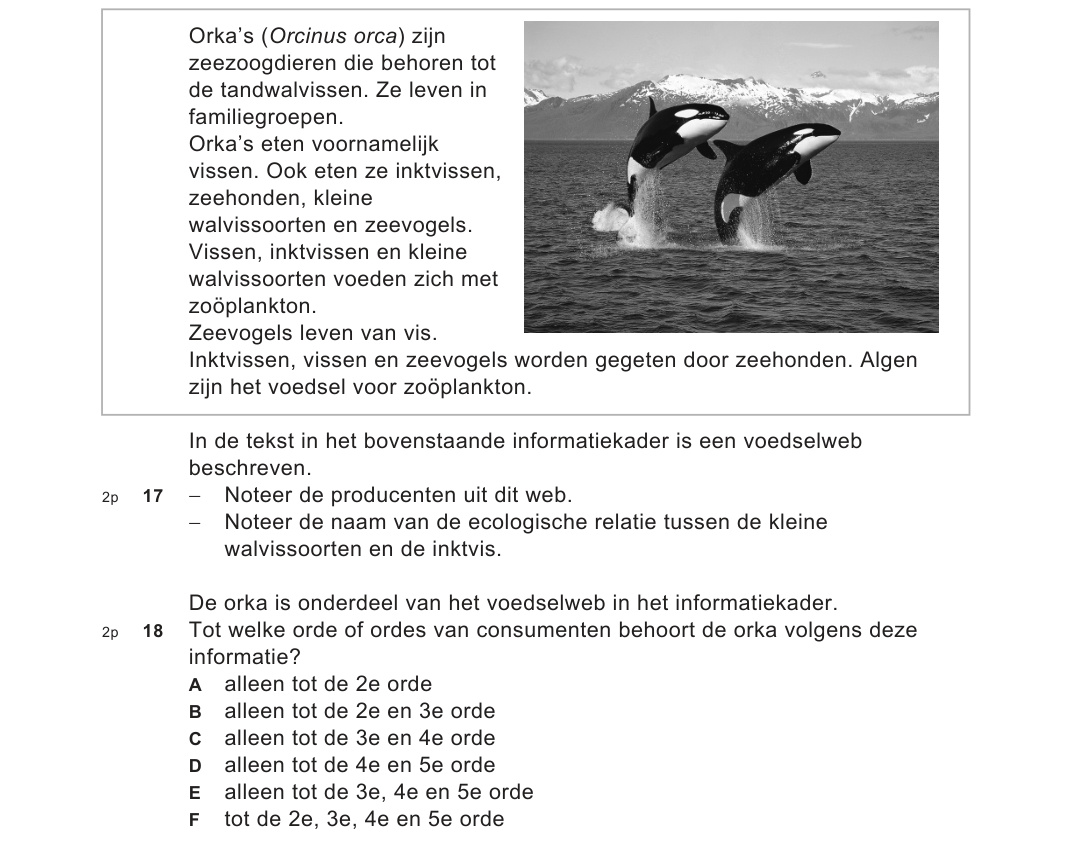 Orka’s (Orcinus orca) zijn
zeezoogdieren die behoren tot
de tandwalvissen. Ze leven in
familiegroepen.
Orka’s eten voornamelijk
vissen. Ook eten ze inktvissen,
zeehonden, kleine
walvissoorten en zeevogels.
Vissen, inktvissen en kleine
walvissoorten voeden zich met
zoöplankton.
Zeevogels leven van vis.
Inktvissen, vissen en zeevogels worden gegeten door zeehonden. Algen
zijn het voedsel voor zoöplankton.
In de tekst in het bovenstaande informatiekader is een voedselweb
beschreven.
2p 17 – Noteer de producenten uit dit web.
– Noteer de naam van de ecologische relatie tussen de kleine
walvissoorten en de inktvis.
De orka is onderdeel van het voedselweb in het informatiekader.
2p 18 Tot welke orde of ordes van consumenten behoort de orka volgens deze
informatie?
A alleen tot de 2e orde
B alleen tot de 2e en 3e orde
C alleen tot de 3e en 4e orde
D alleen tot de 4e en 5e orde
E alleen tot de 3e, 4e en 5e orde
F tot de 2e, 3e, 4e en 5e orde